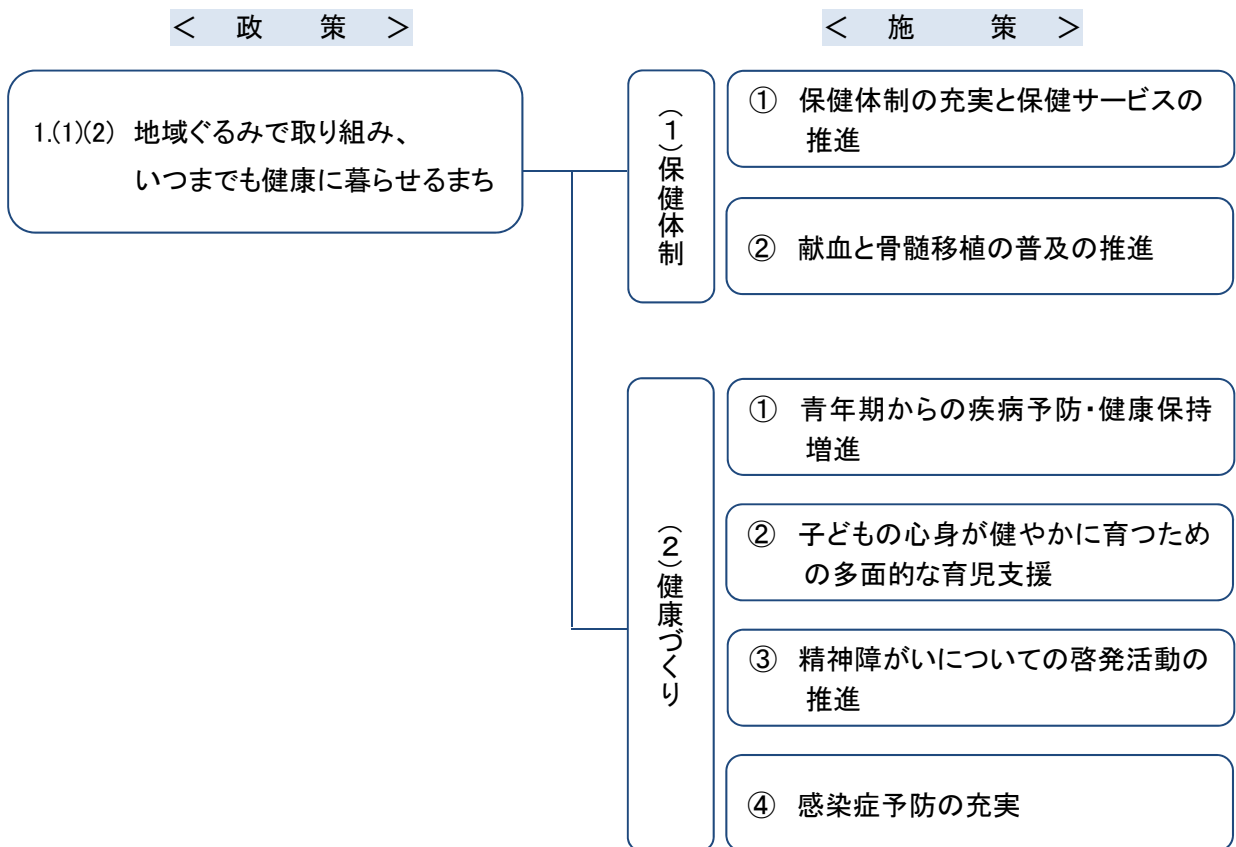 ＜　政　　策　＞
＜　施　　　策　＞
1.(1)(2) 地域ぐるみで取り組み、
いつまでも健康に暮らせるまち
（１）保健体制
①　保健体制の充実と保健サービスの
推進
②　献血と骨髄移植の普及の推進
（２）健康づくり
①　青年期からの疾病予防・健康保持
増進
②　子どもの心身が健やかに育つため
の多面的な育児支援
③　精神障がいについての啓発活動の
推進
④　感染症予防の充実